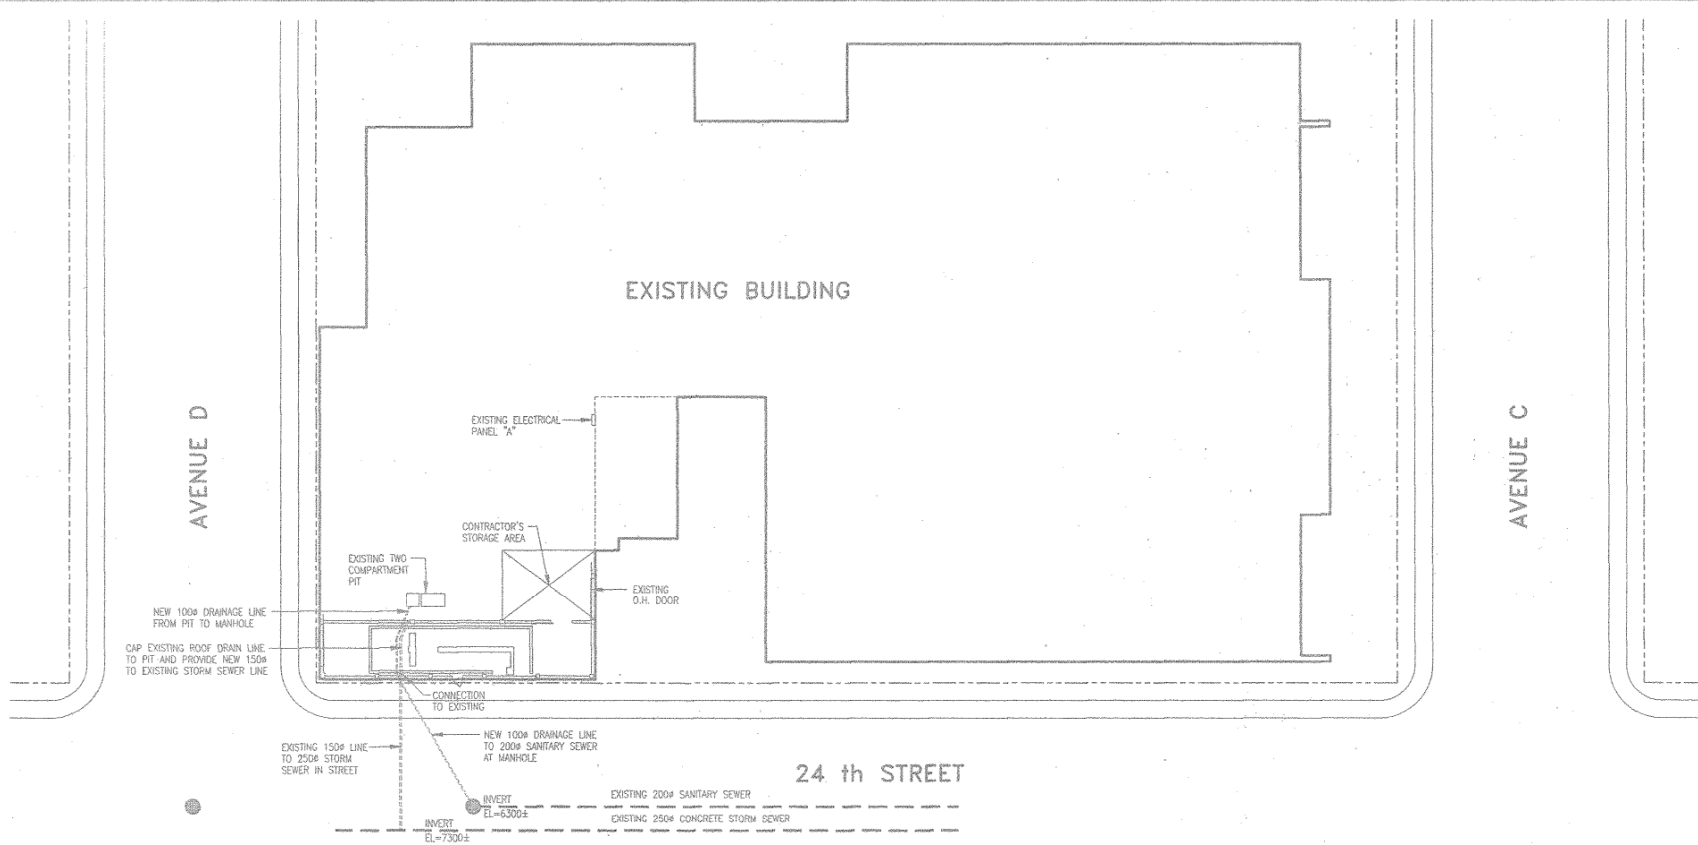 EXISTING BUILDING
AVENUE D
AVENUE C
EXISTING ELECTRICAL
PANEL "A"
CONTRACTOR'S
STORAGE AREA
EXISTING TWO
COMPARTMENT
PIT
EXISTING
O.H. DOOR
NEW 100ø DRAINAGE LINE
FROM PIT TO MANHOLE
CAP EXISTING ROOF DRAIN LINE
TO PIT AND PROVIDE NEW 150ø
TO EXISTING STORM SEWER LINE
CONNECTION
TO EXISTING
NEW 100ø DRAINAGE LINE
TO 200ø SANITARY SEWER
AT MANHOLE
EXISTING 150ø LINE
TO 250ø STORM
SEWER IN STREET
24 th STREET
INVERT
EL=6300±
EXISTING 200ø SANITARY SEWER
EXISTING 250ø CONCRETE STORM SEWER
INVERT
EL=7300±